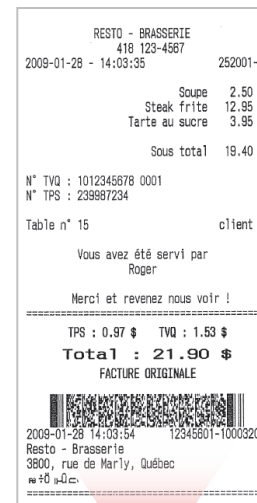 RESTO - BRASSERIE
418 123-4567
2009-01-28 - 14:03:35 252001-
Soupe 2.50
Steak frite 12.95
Tarte au sucre 3.95
Sous total 19.40
N° TVQ : 1012345678 0001
N° TPS : 239987234
Table n° 15 client
Vous avez été servi par
Roger
Merci et revenez nous voir !
TPS : 0.97 $ TVQ : 1.53 $
Total : 21.90 $
FACTURE ORIGINALE
2009-01-28 14:03:54 12345601-1000320
Resto - Brasserie
3800, rue de Marly, Québec